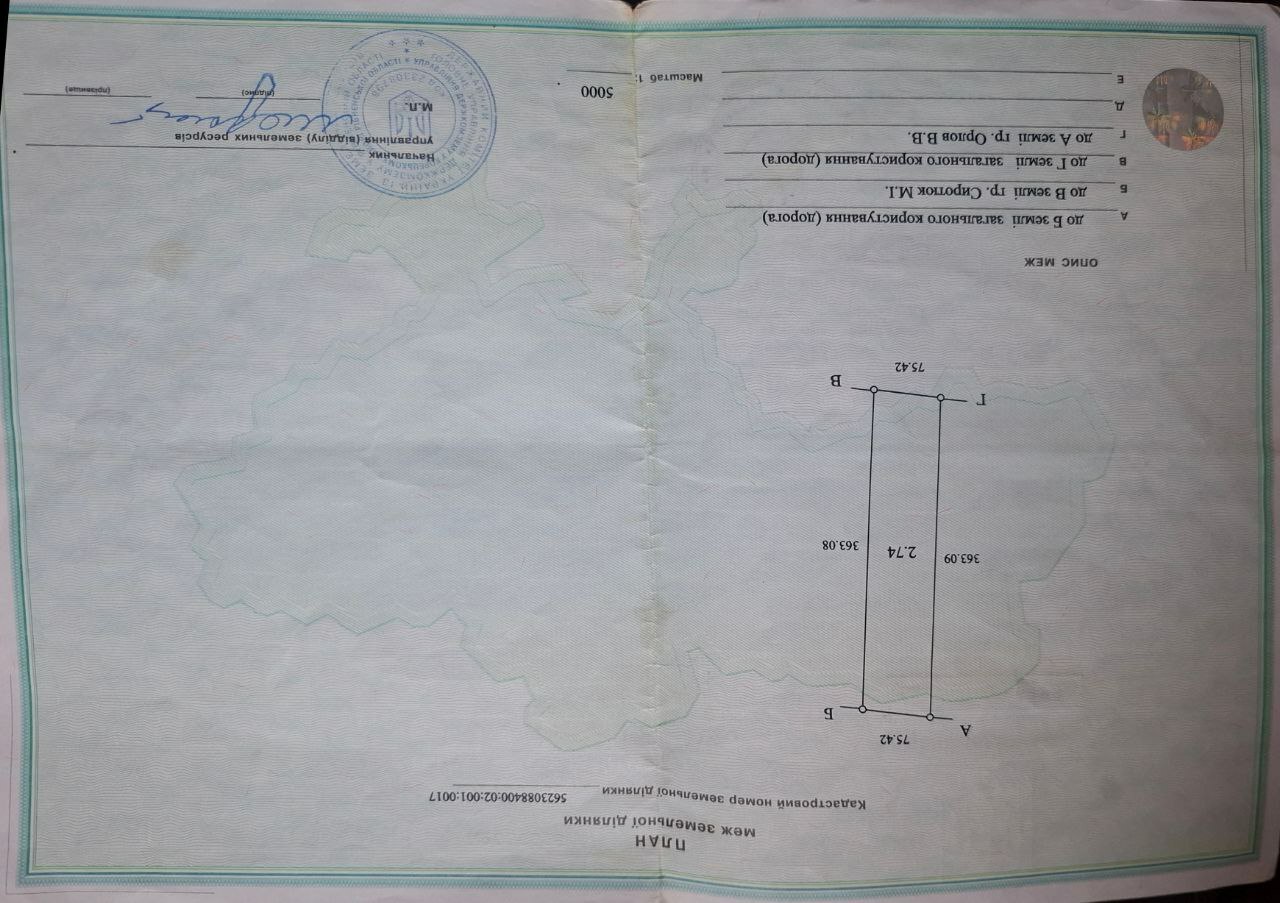 ПЛАН
МЕЖ ЗЕМЕЛЬНОЇ ДІЛЯНКИ
Кадастровий номер земельної ділянки 5623088400:02:001:0017
75.42
А
Б
363.09
2.74
363.08
Г
В
75.42
ОПИС МЕЖ
А до Б землі загального користування (дорога)
Б до В землі гр. Сиротюк М.І.
В до Г землі загального користування (дорога)
Г до А землі гр. Орлов В.В.
Д
Е
Масштаб 1: 5000
Начальник
управління (відділу) земельних ресурсів
М.П.
(підпис)
(прізвище)